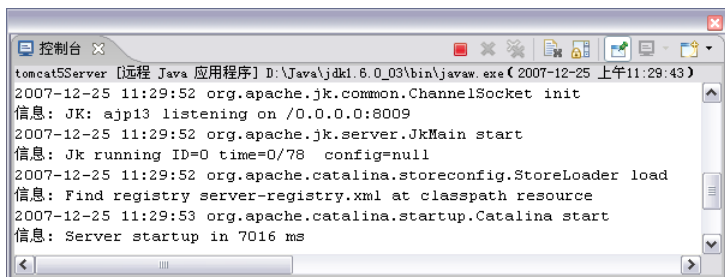 控制台
tomcat5Server [远程 Java 应用程序] D:\Java\jdk1.6.0_03\bin\javaw.exe(2007-12-25 上午11:29:43)
2007-12-25 11:29:52 org.apache.jk.common.ChannelSocket init
信息: JK: ajp13 listening on /0.0.0.0:8009
2007-12-25 11:29:52 org.apache.jk.server.JkMain start
信息: Jk running ID=0 time=0/78  config=null
2007-12-25 11:29:52 org.apache.catalina.storeconfig.StoreLoader load
信息: Find registry server-registry.xml at classpath resource
2007-12-25 11:29:53 org.apache.catalina.startup.Catalina start
信息: Server startup in 7016 ms